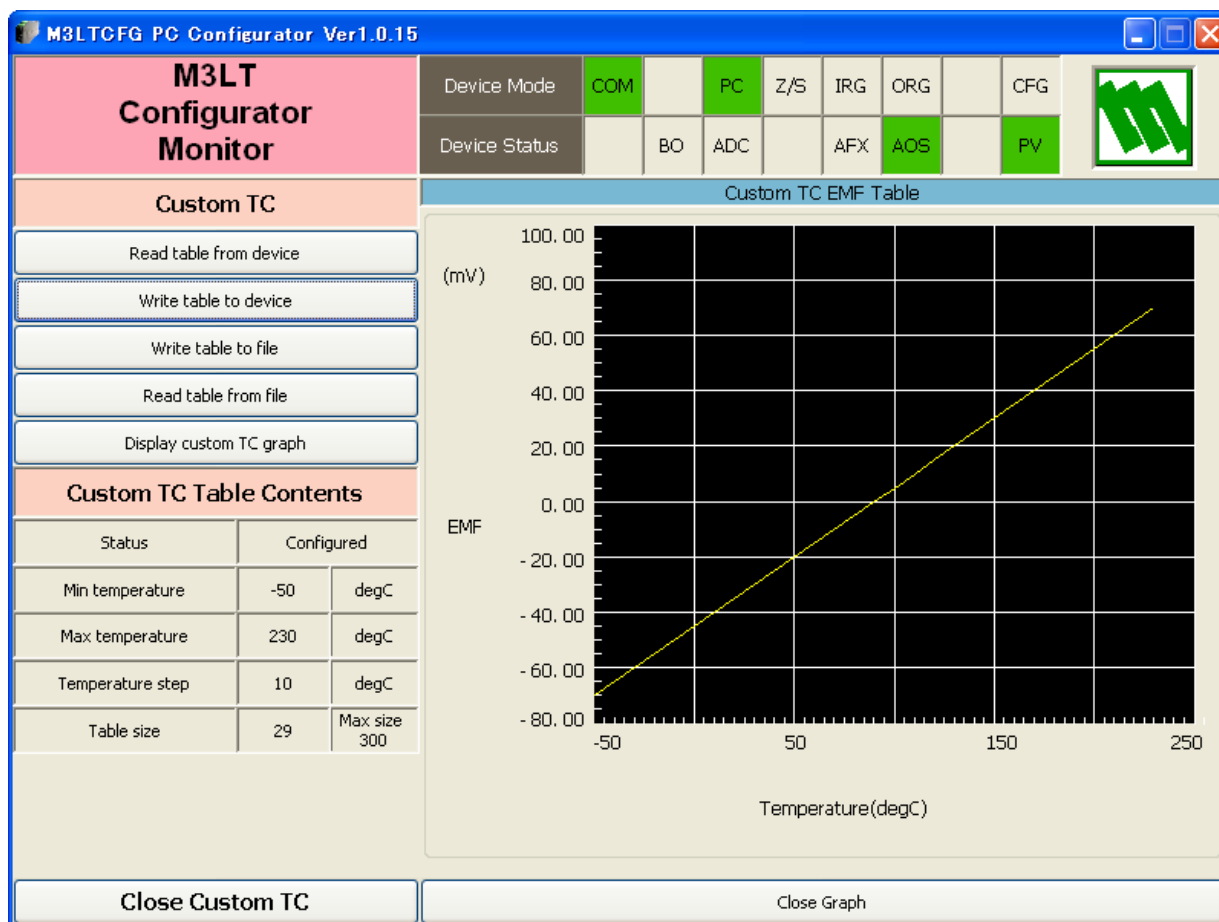 M3LTCFG PC Configurator Ver1.0.15
M3LT
Configurator
Monitor
Device Mode COM PC Z/S IRG ORG CFG
Device Status BO ADC AFX AOS PV
Custom TC
Read table from device
Write table to device
Write table to file
Read table from file
Display custom TC graph
Custom TC Table Contents
Status Configured
Min temperature -50 degC
Max temperature 230 degC
Temperature step 10 degC
Table size 29 Max size
300
Close Custom TC
Custom TC EMF Table
(mV)
EMF
100.00
80.00
60.00
40.00
20.00
0.00
-20.00
-40.00
-60.00
-80.00
-50 50 150 250
Temperature(degC)
Close Graph